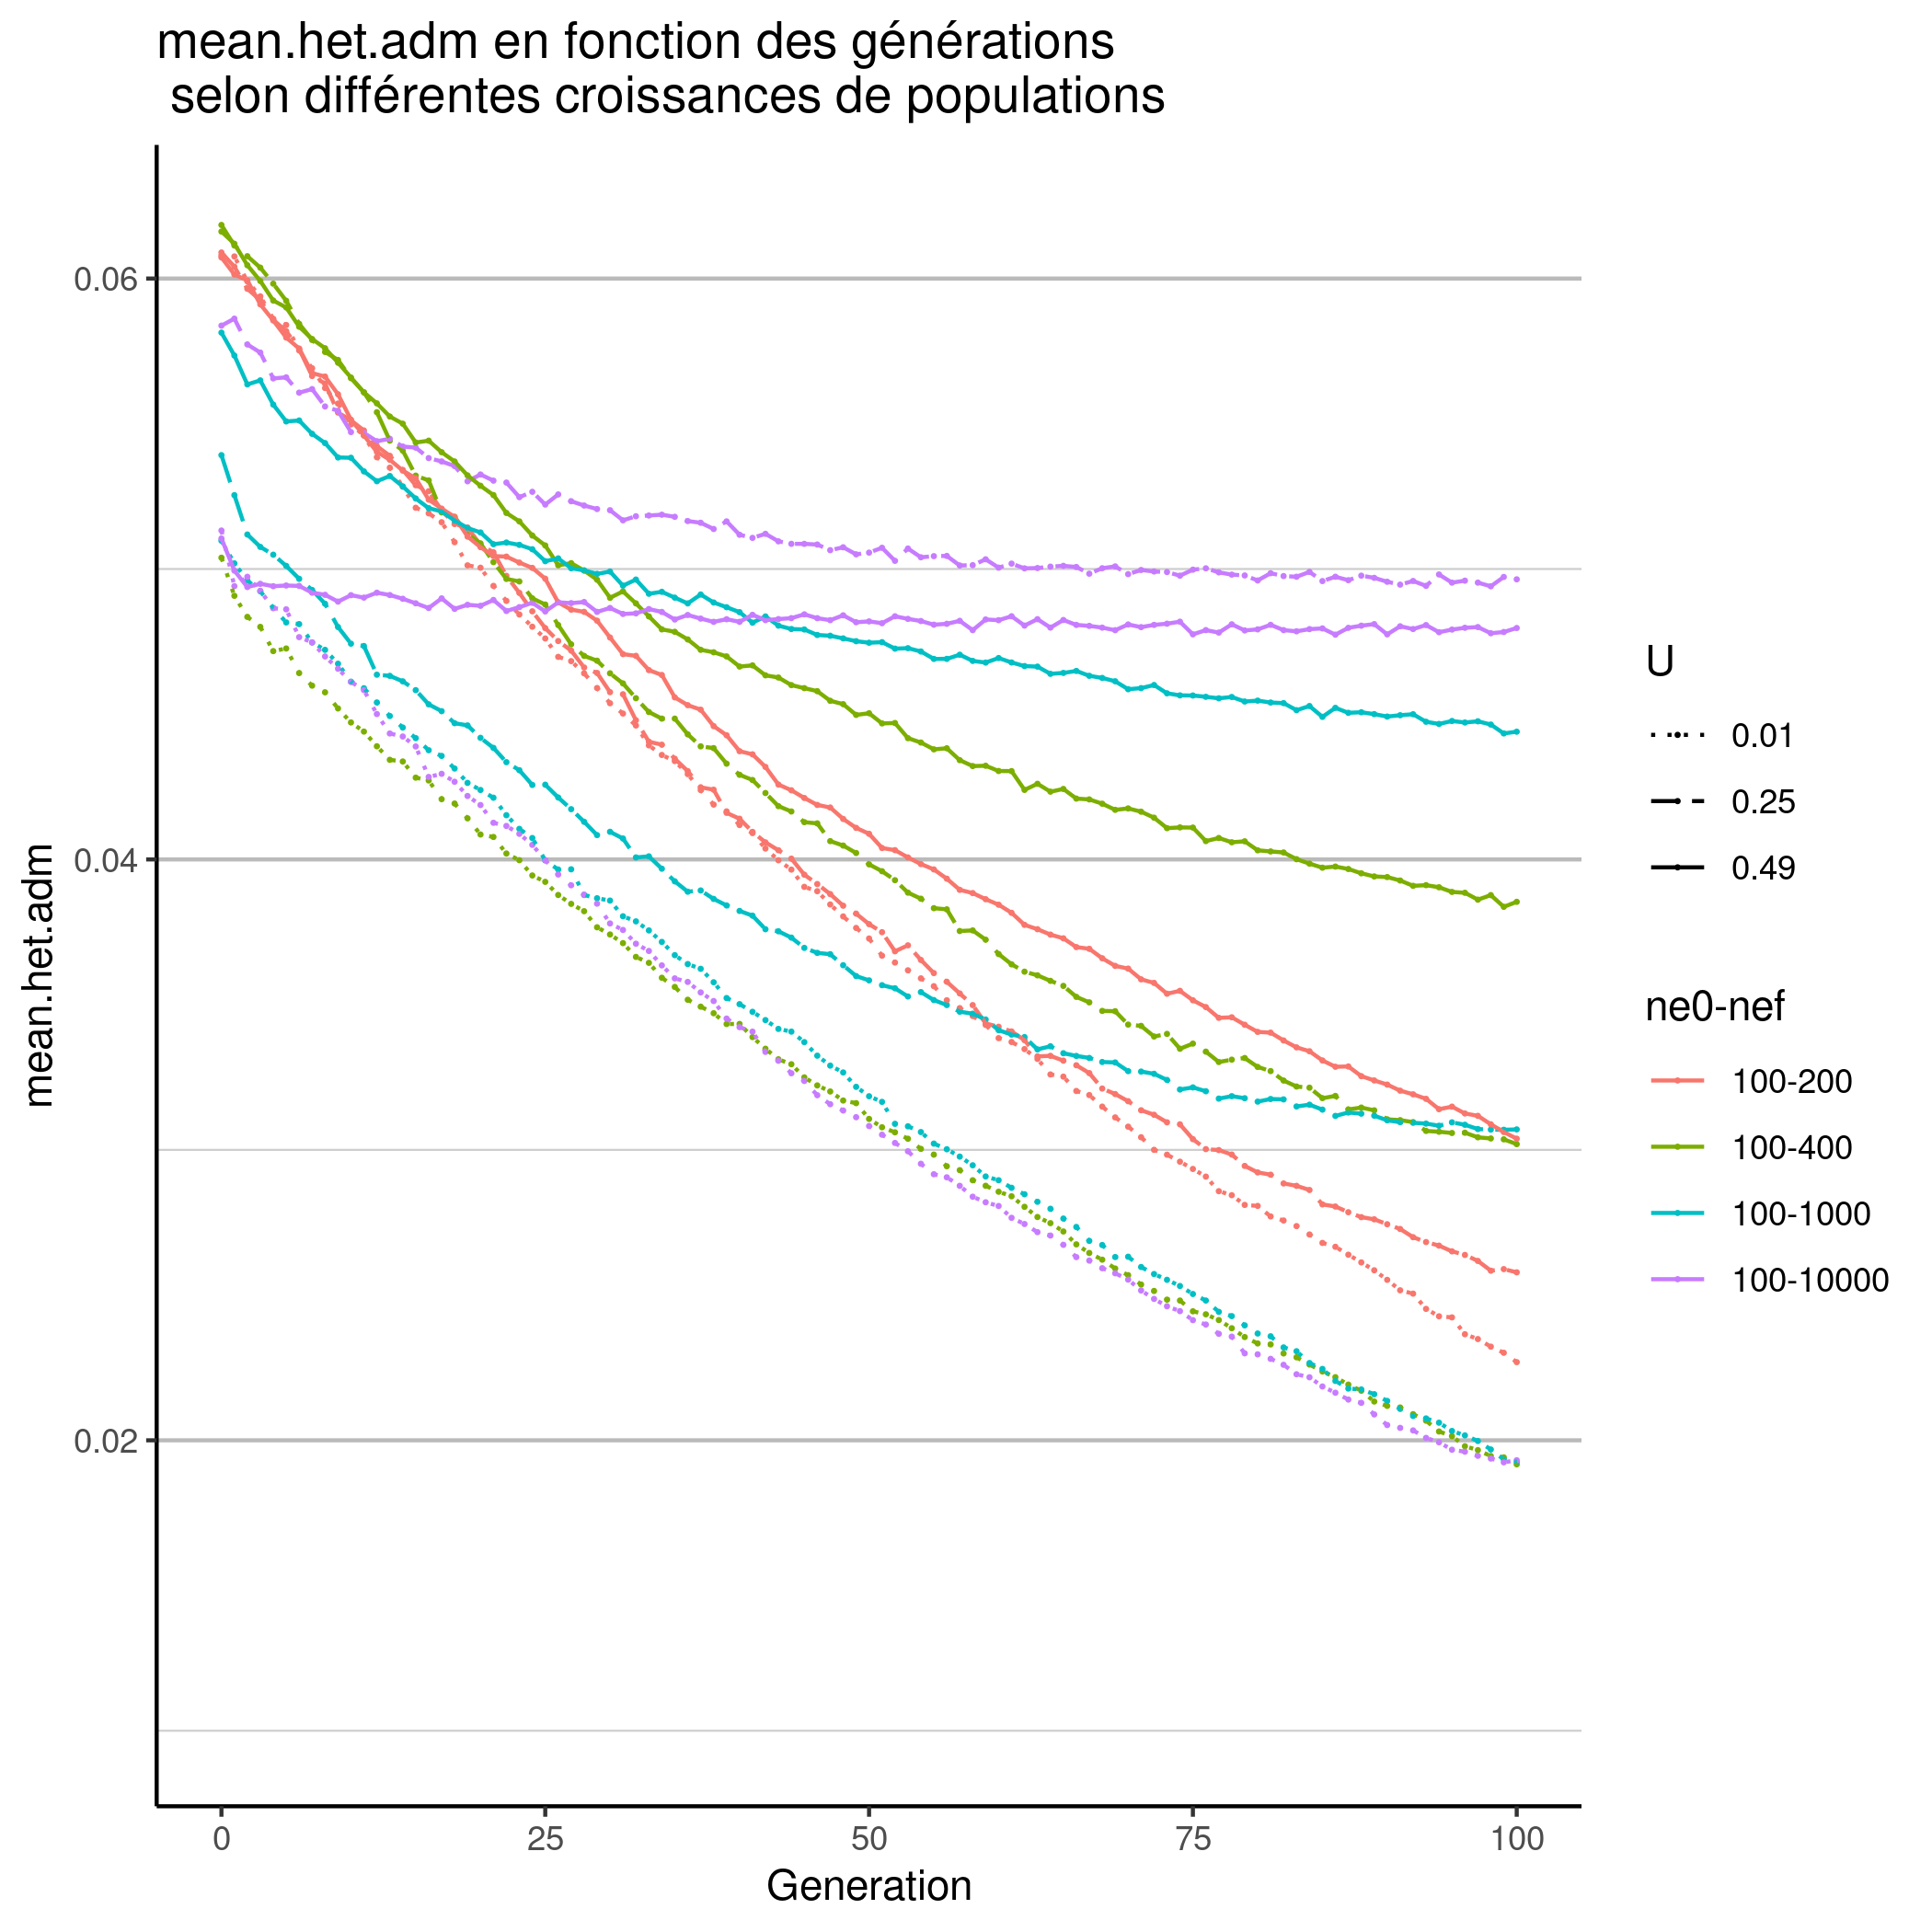 mean.het.adm en fonction des générations
selon différentes croissances de populations
mean.het.adm
0.06
0.04
0.02
0
25
50
75
100
Generation
U
0.01
0.25
0.49
ne0-nef
100-200
100-400
100-1000
100-10000